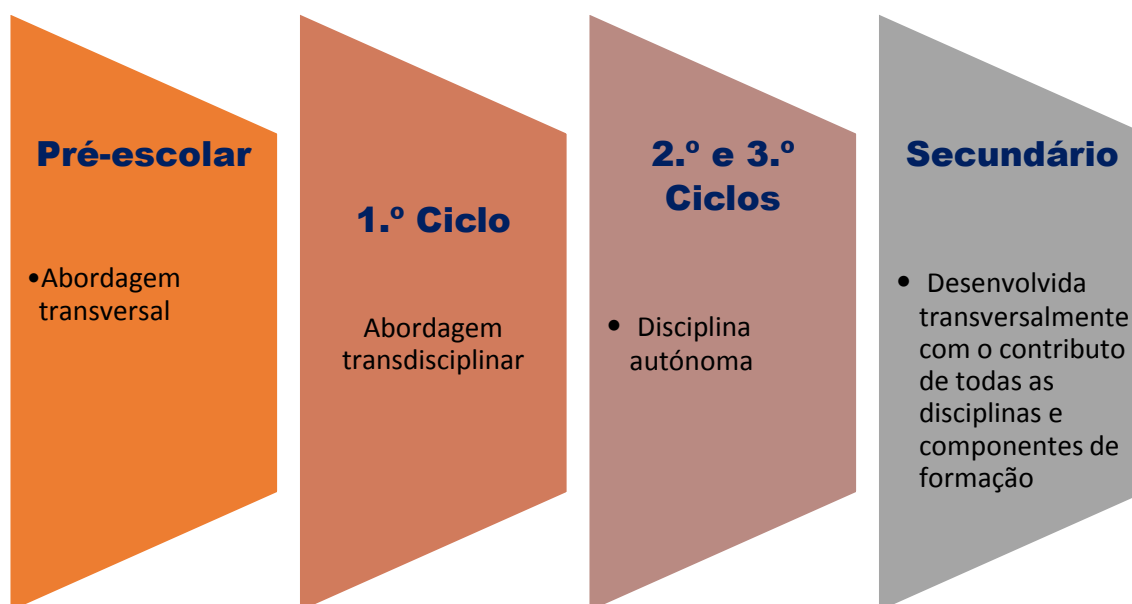 Pré-escolar
•Abordagem
transversal
1.º Ciclo
Abordagem
transdisciplinar
2.º e 3.º
Ciclos
• Disciplina
autónoma
Secundário
• Desenvolvida
transversalmente
com o contributo
de todas as
disciplinas e
componentes de
formação